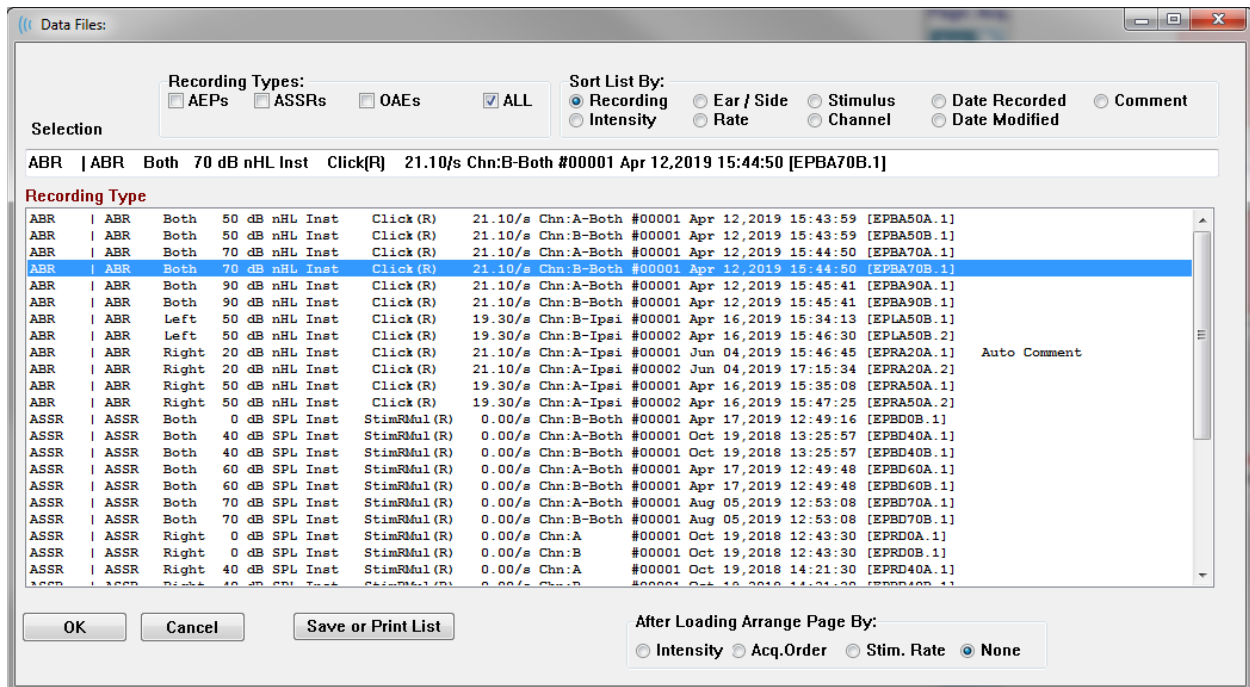 Data Files:
Recording Types:
AEPs ASSRs OAEs ALL
Sort List By:
Recording Ear / Side Stimulus Date Recorded Comment
Intensity Rate Channel Date Modified
Selection
ABR | ABR Both 70 dB nHL Inst Click(R) 21.10/s Chn:B-Both #00001 Apr 12,2019 15:44:50 [EPBA70B.1]
Recording Type
ABR | ABR Both 50 dB nHL Inst Click(R) 21.10/s Chn:A-Both #00001 Apr 12,2019 15:43:59 [EPBA50A.1]
ABR | ABR Both 50 dB nHL Inst Click(R) 21.10/s Chn:B-Both #00001 Apr 12,2019 15:43:59 [EPBA50B.1]
ABR | ABR Both 70 dB nHL Inst Click(R) 21.10/s Chn:A-Both #00001 Apr 12,2019 15:44:50 [EPBA70A.1]
ABR | ABR Both 70 dB nHL Inst Click(R) 21.10/s Chn:B-Both #00001 Apr 12,2019 15:44:50 [EPBA70B.1]
ABR | ABR Both 90 dB nHL Inst Click(R) 21.10/s Chn:A-Both #00001 Apr 12,2019 15:45:41 [EPBA90A.1]
ABR | ABR Both 90 dB nHL Inst Click(R) 21.10/s Chn:B-Both #00001 Apr 12,2019 15:45:41 [EPBA90B.1]
ABR | ABR Left 50 dB nHL Inst Click(R) 19.30/s Chn:B-Ipsi #00001 Apr 16,2019 15:34:13 [EPLA50B.1]
ABR | ABR Left 50 dB nHL Inst Click(R) 19.30/s Chn:B-Ipsi #00002 Apr 16,2019 15:46:30 [EPLA50B.2]
ABR | ABR Right 20 dB nHL Inst Click(R) 21.10/s Chn:A-Ipsi #00001 Jun 04,2019 15:46:45 [EPRA20A.1] Auto Comment
ABR | ABR Right 20 dB nHL Inst Click(R) 21.10/s Chn:A-Ipsi #00002 Jun 04,2019 17:15:34 [EPRA20A.2]
ABR | ABR Right 50 dB nHL Inst Click(R) 19.30/s Chn:A-Ipsi #00001 Apr 16,2019 15:35:08 [EPRA50A.1]
ABR | ABR Right 50 dB nHL Inst Click(R) 19.30/s Chn:A-Ipsi #00002 Apr 16,2019 15:47:25 [EPRA50A.2]
ASSR | ASSR Both 0 dB SPL Inst StimRMul(R) 0.00/s Chn:B-Both #00001 Apr 17,2019 12:49:16 [EPBD0B.1]
ASSR | ASSR Both 40 dB SPL Inst StimRMul(R) 0.00/s Chn:A-Both #00001 Oct 19,2018 13:25:57 [EPBD40A.1]
ASSR | ASSR Both 40 dB SPL Inst StimRMul(R) 0.00/s Chn:B-Both #00001 Oct 19,2018 13:25:57 [EPBD40B.1]
ASSR | ASSR Both 60 dB SPL Inst StimRMul(R) 0.00/s Chn:A-Both #00001 Apr 17,2019 12:49:48 [EPBD60A.1]
ASSR | ASSR Both 60 dB SPL Inst StimRMul(R) 0.00/s Chn:B-Both #00001 Apr 17,2019 12:49:48 [EPBD60B.1]
ASSR | ASSR Both 70 dB SPL Inst StimRMul(R) 0.00/s Chn:A-Both #00001 Aug 05,2019 12:53:08 [EPBD70A.1]
ASSR | ASSR Both 70 dB SPL Inst StimRMul(R) 0.00/s Chn:B-Both #00001 Aug 05,2019 12:53:08 [EPBD70B.1]
ASSR | ASSR Right 0 dB SPL Inst StimRMul(R) 0.00/s Chn:A #00001 Oct 19,2018 12:43:30 [EPRD0A.1]
ASSR | ASSR Right 0 dB SPL Inst StimRMul(R) 0.00/s Chn:B #00001 Oct 19,2018 12:43:30 [EPRD0B.1]
ASSR | ASSR Right 40 dB SPL Inst StimRMul(R) 0.00/s Chn:A #00001 Oct 19,2018 14:21:30 [EPRD40A.1]
ASSR | ASSR Right 40 dB SPL Inst StimRMul(R) 0.00/s Chn:B #00001 Oct 19,2018 14:21:30 [EPRD40B.1]
OK Cancel Save or Print List
After Loading Arrange Page By:
Intensity Acq.Order Stim. Rate None